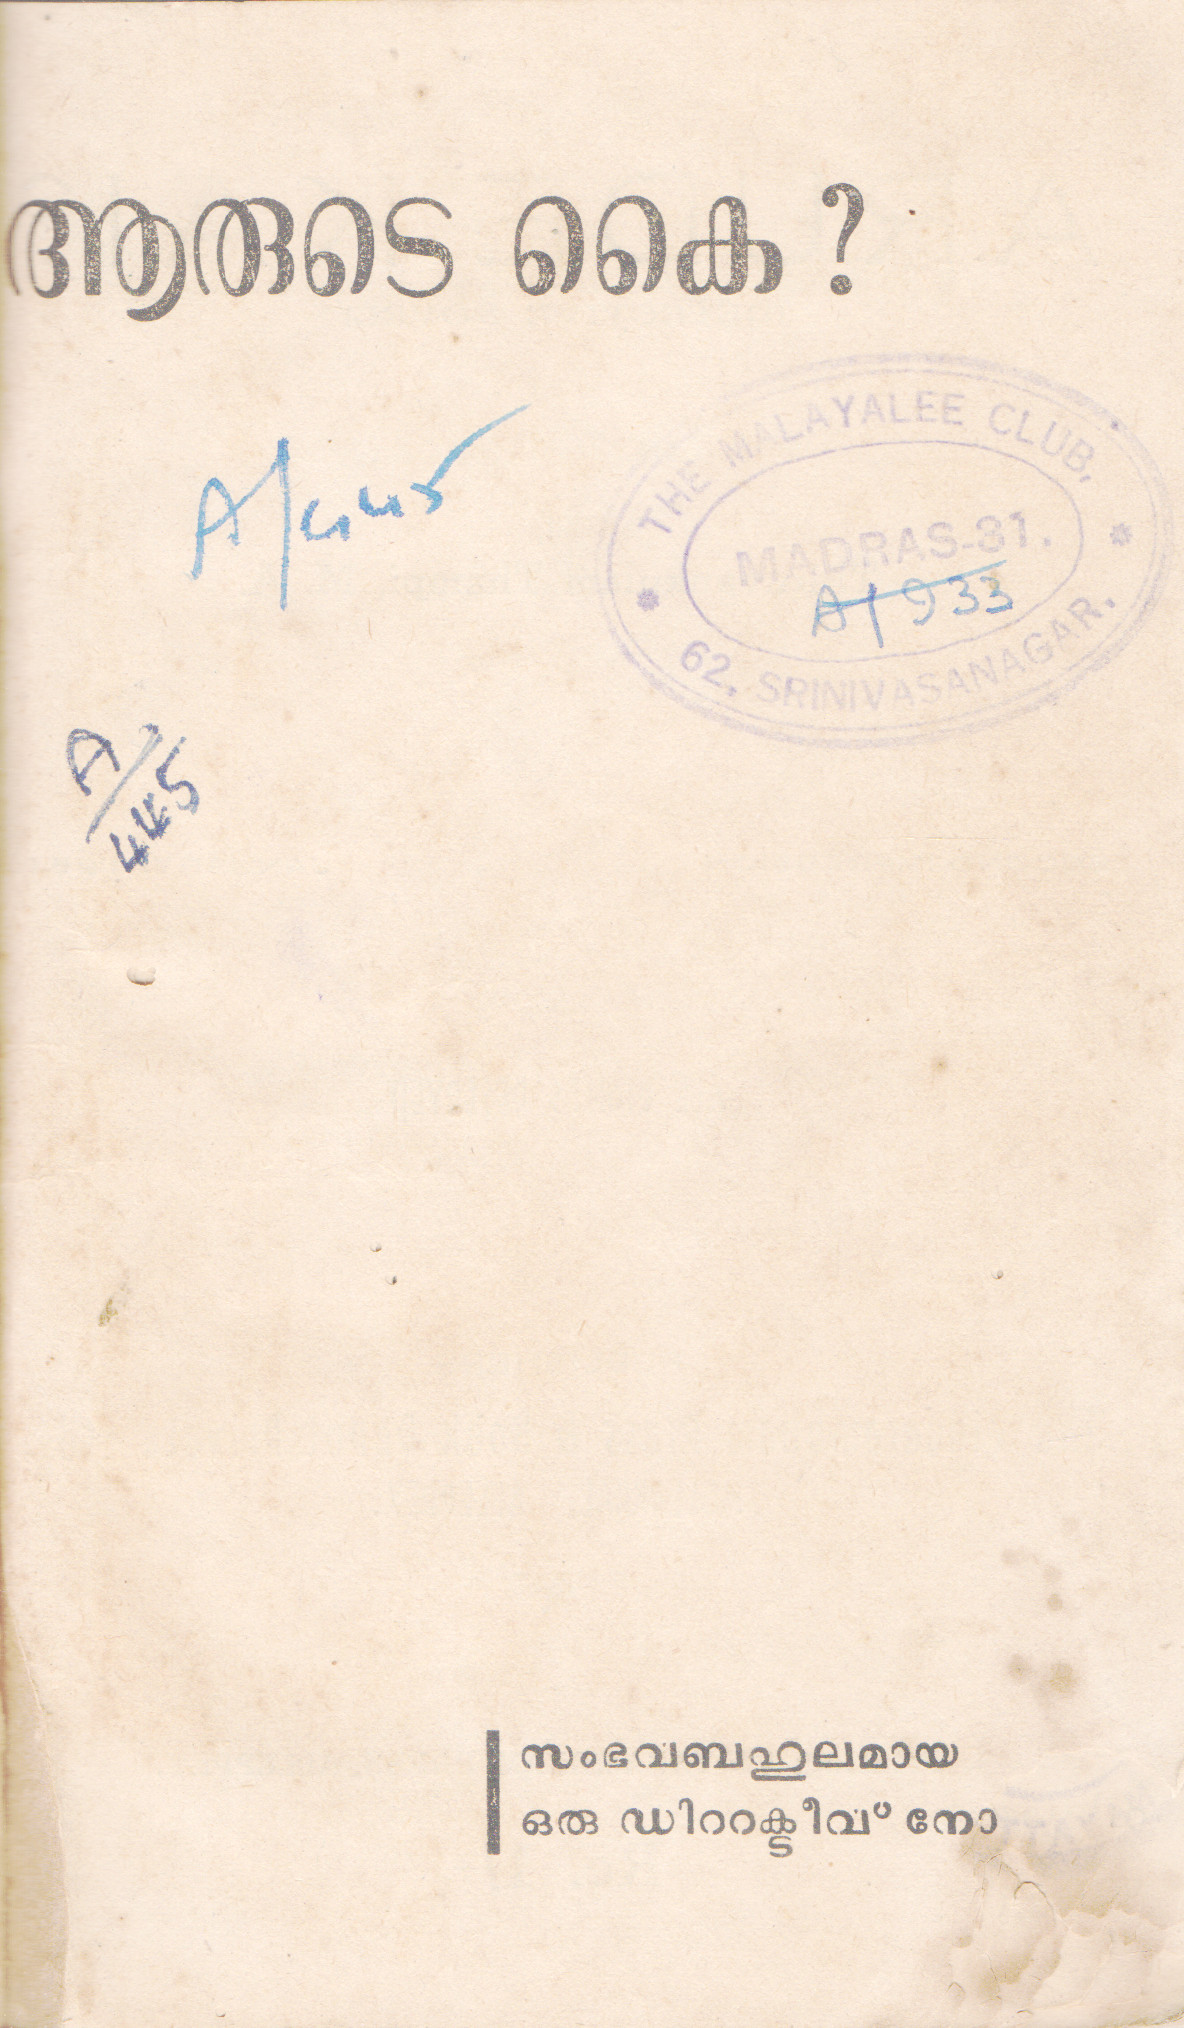 ആരുടെ കൈ ?
A/445
THE MALAYALEE CLUB,
MADRAS-31.
A/933
62, SRINIVASANAGAR.
A/445
സംഭവബഹുലമായ
ഒരു ഡിററക്ടീവ് നോ